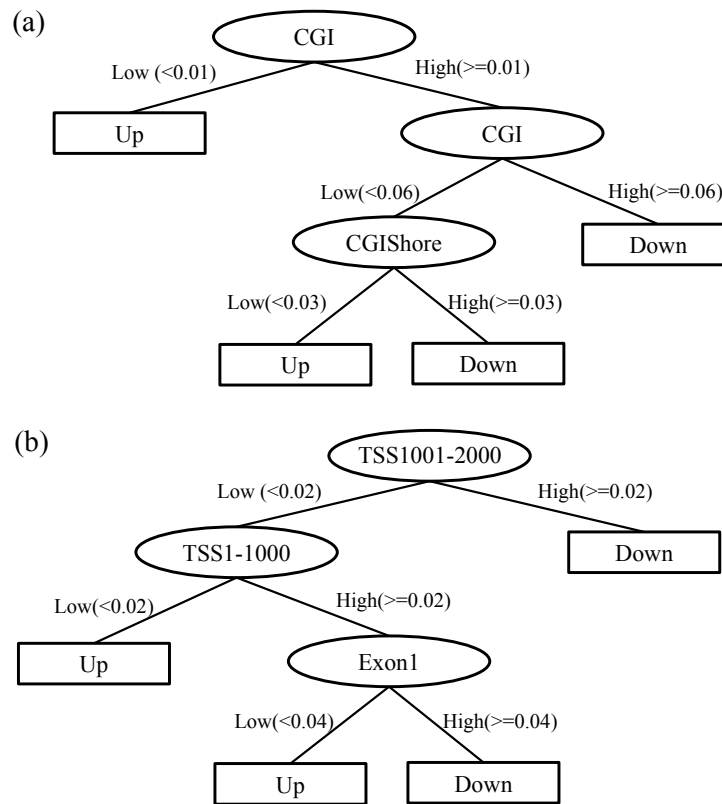 (a)
CGI
Low (<0.01)
High(>=0.01)
Up
CGI
Low(<0.06)
High(>=0.06)
CGIShore
Down
Low(<0.03)
High(>=0.03)
Up
Down
(b)
TSS1001-2000
Low (<0.02)
High(>=0.02)
TSS1-1000
Down
Low(<0.02)
High(>=0.02)
Up
Exon1
Low(<0.04)
High(>=0.04)
Up
Down